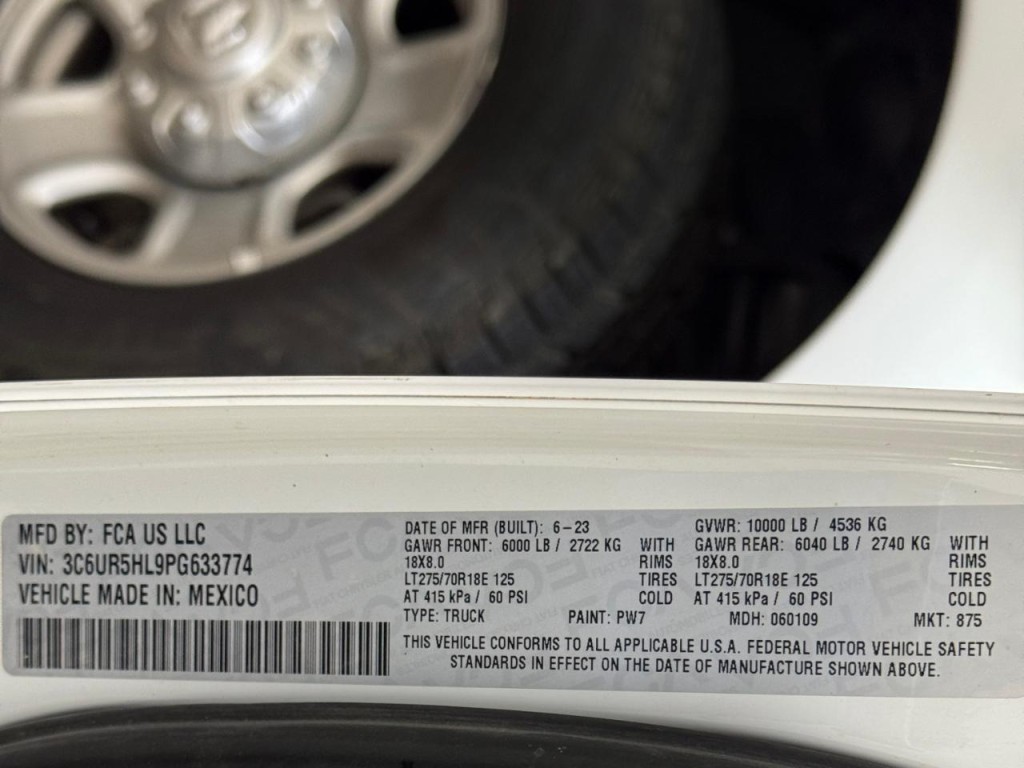 MFD BY: FCA US LLC
VIN: 3C6UR5HL9PG633774
VEHICLE MADE IN: MEXICO
DATE OF MFR (BUILT): 6-23 GVWR: 10000 LB / 4536 KG
GAWR FRONT: 6000 LB / 2722 KG WITH GAWR REAR: 6040 LB / 2740 KG WITH
18X8.0 RIMS 18X8.0 RIMS
LT275/70R18E 125 TIRES LT275/70R18E 125 TIRES
AT 415 kPa / 60 PSI COLD AT 415 kPa / 60 PSI COLD
TYPE: TRUCK PAINT: PW7 MDH: 060109 MKT: 875
THIS VEHICLE CONFORMS TO ALL APPLICABLE U.S.A. FEDERAL MOTOR VEHICLE SAFETY
STANDARDS IN EFFECT ON THE DATE OF MANUFACTURE SHOWN ABOVE.